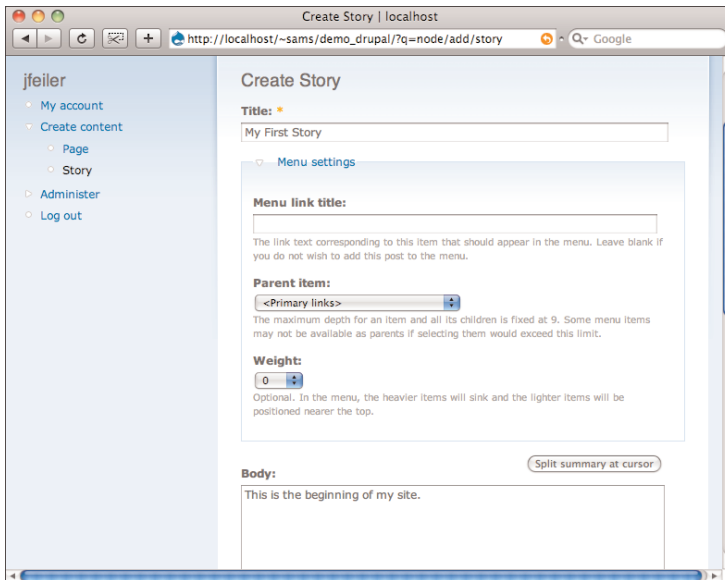 Create Story | localhost
http://localhost/~sams/demo_drupal/?q=node/add/story
Google
jfeiler
My account
Create content
Page
Story
Administer
Log out
Create Story
Title: *
My First Story
Menu settings
Menu link title:
The link text corresponding to this item that should appear in the menu. Leave blank if
you do not wish to add this post to the menu.
Parent item:
<Primary links>
The maximum depth for an item and all its children is fixed at 9. Some menu items
may not be available as parents if selecting them would exceed this limit.
Weight:
0
Optional. In the menu, the heavier items will sink and the lighter items will be
positioned nearer the top.
Split summary at cursor
Body:
This is the beginning of my site.